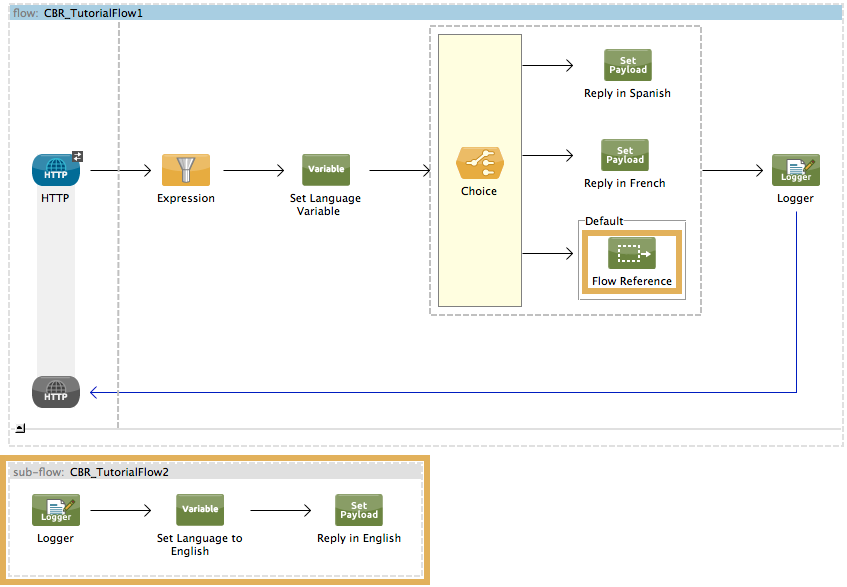 flow: CBR_TutorialFlow1
Set
Payload
Reply in Spanish
HTTP
HTTP
Expression
Variable
Set Language
Variable
Choice
Set
Payload
Reply in French
Logger
Logger
Default
Flow Reference
HTTP
sub-flow: CBR_TutorialFlow2
Logger
Logger
Variable
Set Language to
English
Set
Payload
Reply in English